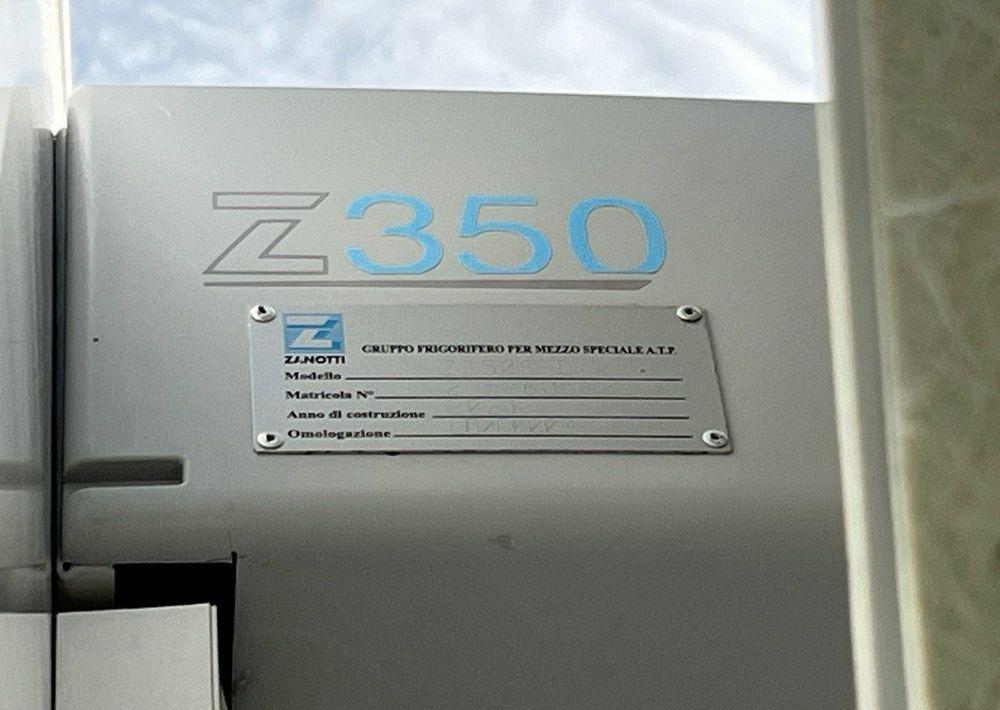 Z350
ZANOTTI
GRUPPO FRIGORIFERO PER MEZZO SPECIALE A.T.P.
Modello
Matricola N°
Anno di costruzione
Omologazione